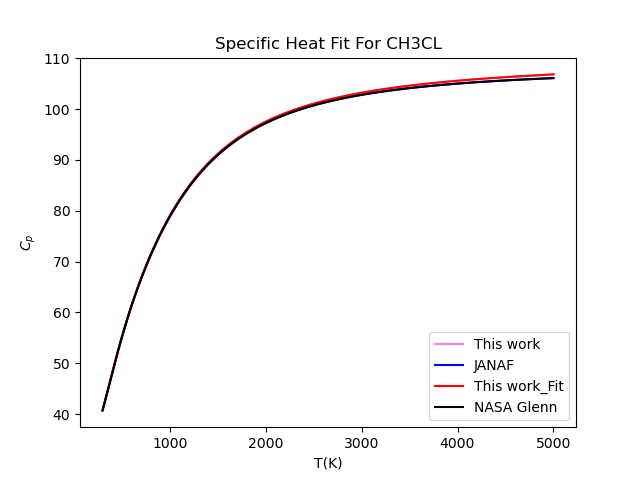 Specific Heat Fit For CH3CL
110
100
90
80
70
60
50
40
C_p
This work
JANAF
This work_Fit
NASA Glenn
1000 2000 3000 4000 5000
T(K)